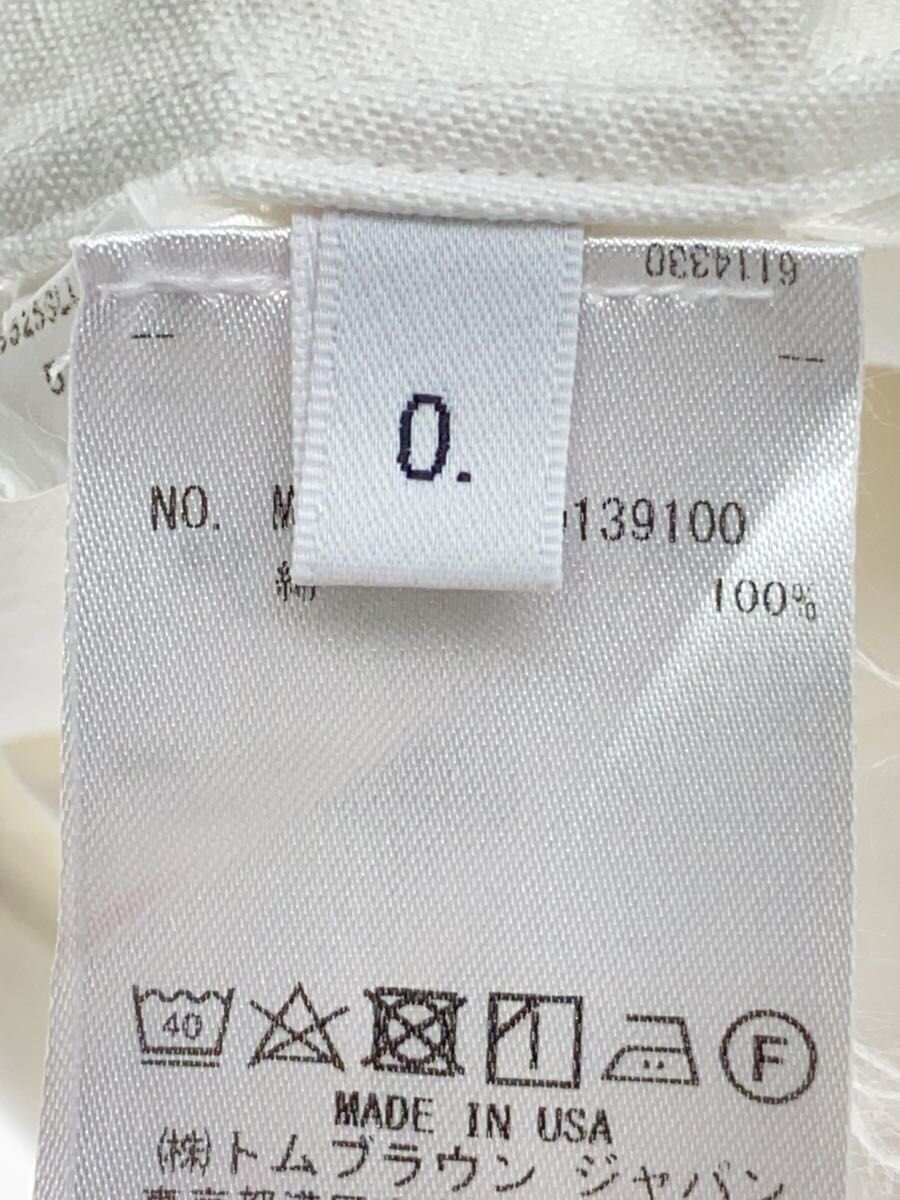 6114330
0.
NO. M 139100
綿 100%
40
F
MADE IN USA
(株)トムブラウン ジャパン